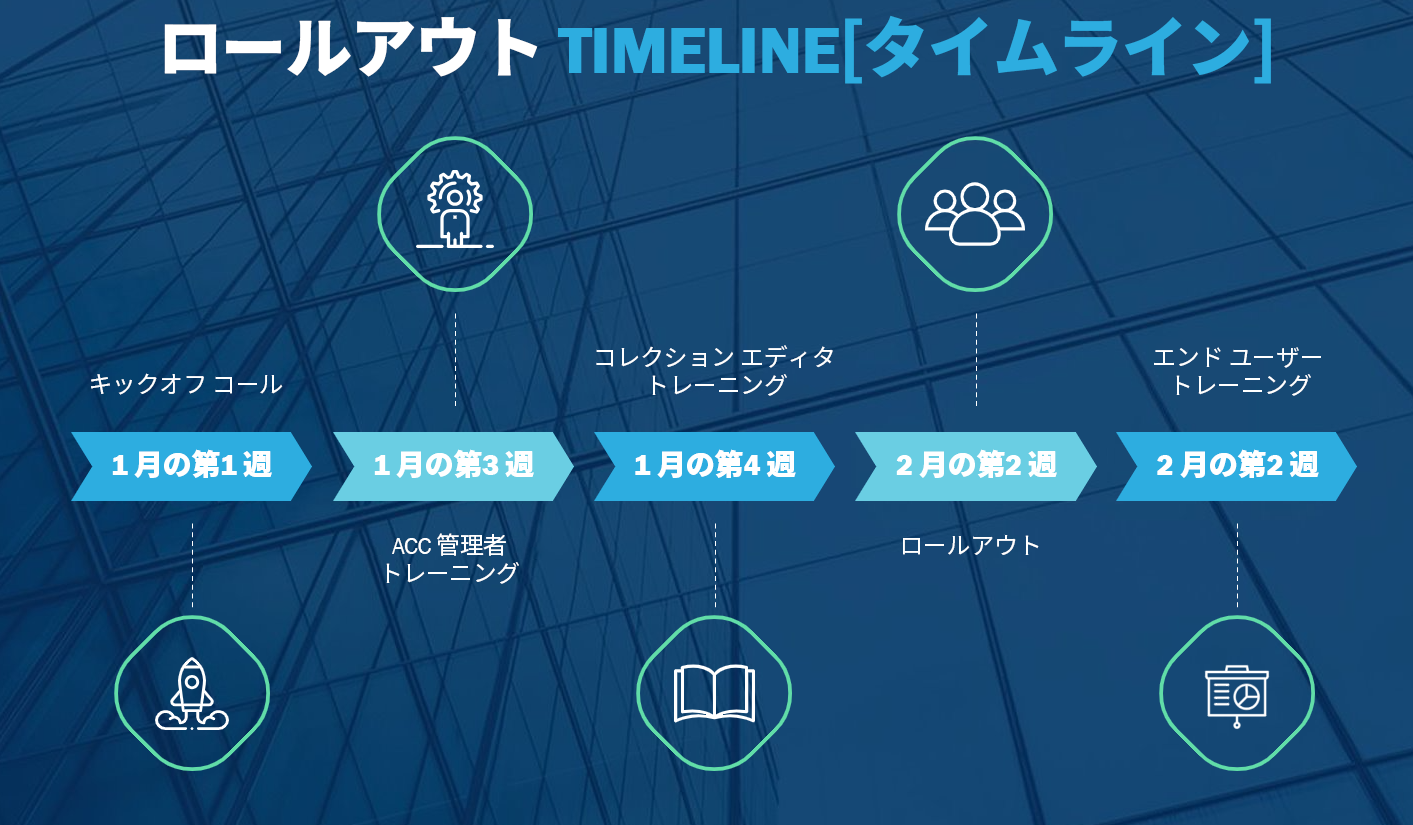 ロールアウト TIMELINE[タイムライン]
キックオフ コール
1 月の第1 週
ACC 管理者
トレーニング
1 月の第3 週
コレクション エディタ
トレーニング
1 月の第4 週
2 月の第2 週
ロールアウト
エンド ユーザー
トレーニング
2 月の第2 週